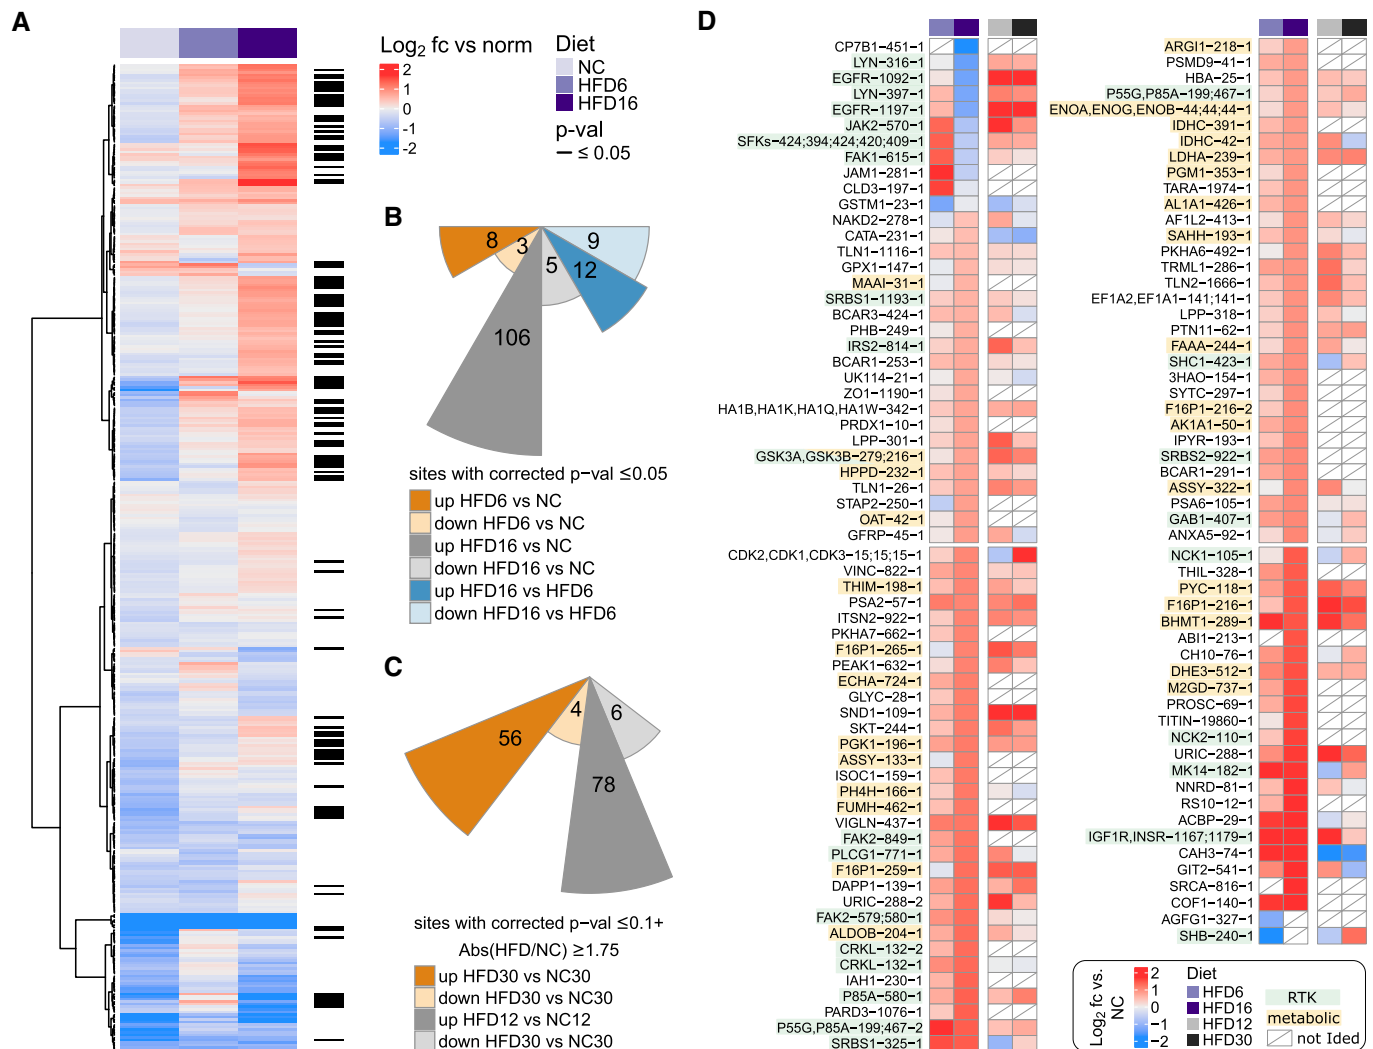 A
Log2 fc vs norm
2
1
0
-1
-2
Diet
NC
HFD6
HFD16
p-val
≤ 0.05
B
8
3
5
12
9
106
sites with corrected p-val ≤0.05
up HFD6 vs NC
down HFD6 vs NC
up HFD16 vs NC
down HFD16 vs NC
up HFD16 vs HFD6
down HFD16 vs HFD6
C
56
4
6
78
sites with corrected p-val ≤0.1+
Abs(HFD/NC) ≥1.75
up HFD30 vs NC30
down HFD30 vs NC30
up HFD12 vs NC12
down HFD30 vs NC30
D
CP7B1-451-1
LYN-316-1
EGFR-1092-1
LYN-397-1
EGFR-1197-1
JAK2-570-1
SFKs-424;394;424;420;409-1
FAK1-615-1
JAM1-281-1
CLD3-197-1
GSTM1-23-1
NAKD2-278-1
CATA-231-1
TLN1-1116-1
GPX1-147-1
MAAI-31-1
SRBS1-1193-1
BCAR3-424-1
PHB-249-1
IRS2-814-1
BCAR1-253-1
UK114-21-1
ZO1-1190-1
HA1B,HA1K,HA1Q,HA1W-342-1
PRDX1-10-1
LPP-301-1
GSK3A,GSK3B-279;216-1
HPPD-232-1
TLN1-26-1
STAP2-250-1
OAT-42-1
GFRP-45-1
CDK2,CDK1,CDK3-15;15;15-1
VINC-822-1
THIM-198-1
PSA2-57-1
ITSN2-922-1
PKHA7-662-1
F16P1-265-1
PEAK1-632-1
ECHA-724-1
GLYC-28-1
SND1-109-1
SKT-244-1
PGK1-196-1
ASSY-133-1
ISOC1-159-1
PH4H-166-1
FUMH-462-1
VIGLN-437-1
FAK2-849-1
PLCG1-771-1
F16P1-259-1
DAPP1-139-1
URIC-288-2
FAK2-579;580-1
ALDOB-204-1
CRKL-132-2
CRKL-132-1
IAH1-230-1
P85A-580-1
PARD3-1076-1
P55G,P85A-199;467-2
SRBS1-325-1
ARGI1-218-1
PSMD9-41-1
HBA-25-1
P55G,P85A-199;467-1
ENOA,ENOG,ENOB-44;44;44-1
IDHC-391-1
IDHC-42-1
LDHA-239-1
PGM1-353-1
TARA-1974-1
AL1A1-426-1
AF1L2-413-1
SAHH-193-1
PKHA6-492-1
TRML1-286-1
TLN2-1666-1
EF1A2,EF1A1-141;141-1
LPP-318-1
PTN11-62-1
FAAA-244-1
SHC1-423-1
3HAO-154-1
SYTC-297-1
F16P1-216-2
AK1A1-50-1
IPYR-193-1
SRBS2-922-1
BCAR1-291-1
ASSY-322-1
PSA6-105-1
GAB1-407-1
ANXA5-92-1
NCK1-105-1
THIL-328-1
PYC-118-1
F16P1-216-1
BHMT1-289-1
ABI1-213-1
CH10-76-1
DHE3-512-1
M2GD-737-1
PROSC-69-1
TITIN-19860-1
NCK2-110-1
URIC-288-1
MK14-182-1
NNRD-81-1
RS10-12-1
ACBP-29-1
IGF1R,INSR-1167;1179-1
CAH3-74-1
GIT2-541-1
SRCA-816-1
COF1-140-1
AGFG1-327-1
SHB-240-1
Log2 fc vs.
NC
2
1
0
-1
-2
Diet
HFD6
HFD16
HFD12
HFD30
RTK
metabolic
not Ided